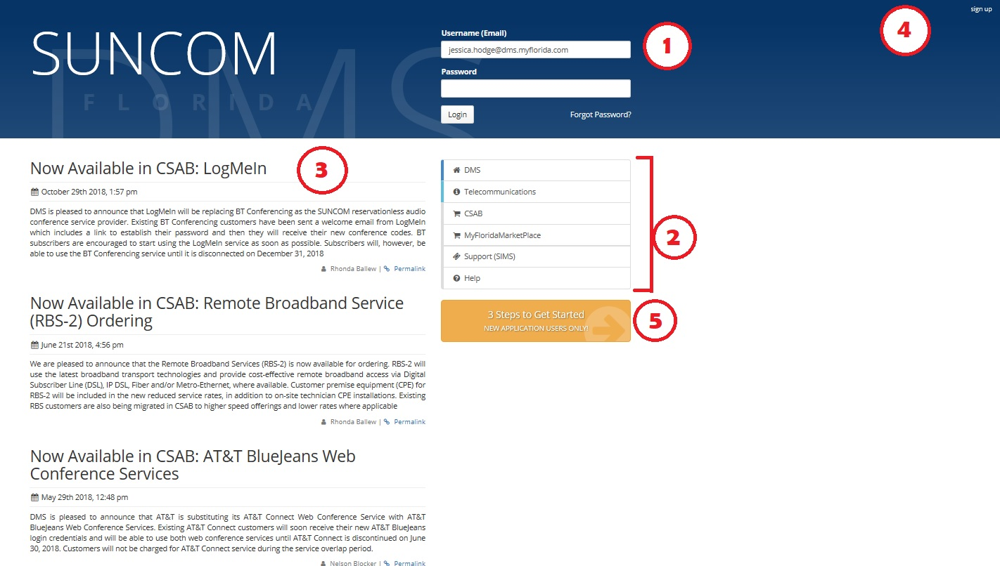 sign up
SUNCOM
DMS
FLORIDA
Username (Email)
jessica.hodge@dms.myflorida.com
Password
Login
Forgot Password?
1
4
Now Available in CSAB: LogMeIn
3
October 29th 2018, 1:57 pm
DMS is pleased to announce that LogMeIn will be replacing BT Conferencing as the SUNCOM reservationless audio
conference service provider. Existing BT Conferencing customers have been sent a welcome email from LogMeIn
which includes a link to establish their password and then they will receive their new conference codes. BT
subscribers are encouraged to start using the LogMeIn service as soon as possible. Subscribers will, however, be
able to use the BT Conferencing service until it is disconnected on December 31, 2018
Rhonda Ballew | Permalink
Now Available in CSAB: Remote Broadband Service
(RBS-2) Ordering
June 21st 2018, 4:56 pm
We are pleased to announce that the Remote Broadband Services (RBS-2) is now available for ordering. RBS-2 will
use the latest broadband transport technologies and provide cost-effective remote broadband access via Digital
Subscriber Line (DSL), IP DSL, Fiber and/or Metro-Ethernet, where available. Customer premise equipment (CPE) for
RBS-2 will be included in the new reduced service rates, in addition to on-site technician CPE installations. Existing
RBS customers are also being migrated in CSAB to higher speed offerings and lower rates where applicable
Rhonda Ballew | Permalink
Now Available in CSAB: AT&T BlueJeans Web
Conference Services
May 29th 2018, 12:48 pm
DMS is pleased to announce that AT&T is substituting its AT&T Connect Web Conference Service with AT&T
BlueJeans Web Conference Services. Existing AT&T Connect customers will soon receive their new AT&T BlueJeans
login credentials and will be able to use both web conference services until AT&T Connect is discontinued on June
30, 2018. Customers will not be charged for AT&T Connect service during the service overlap period.
Nelson Blocker | Permalink
DMS
Telecommunications
CSAB
MyFloridaMarketPlace
Support (SIMS)
Help
2
3 Steps to Get Started
NEW APPLICATION USERS ONLY!
5